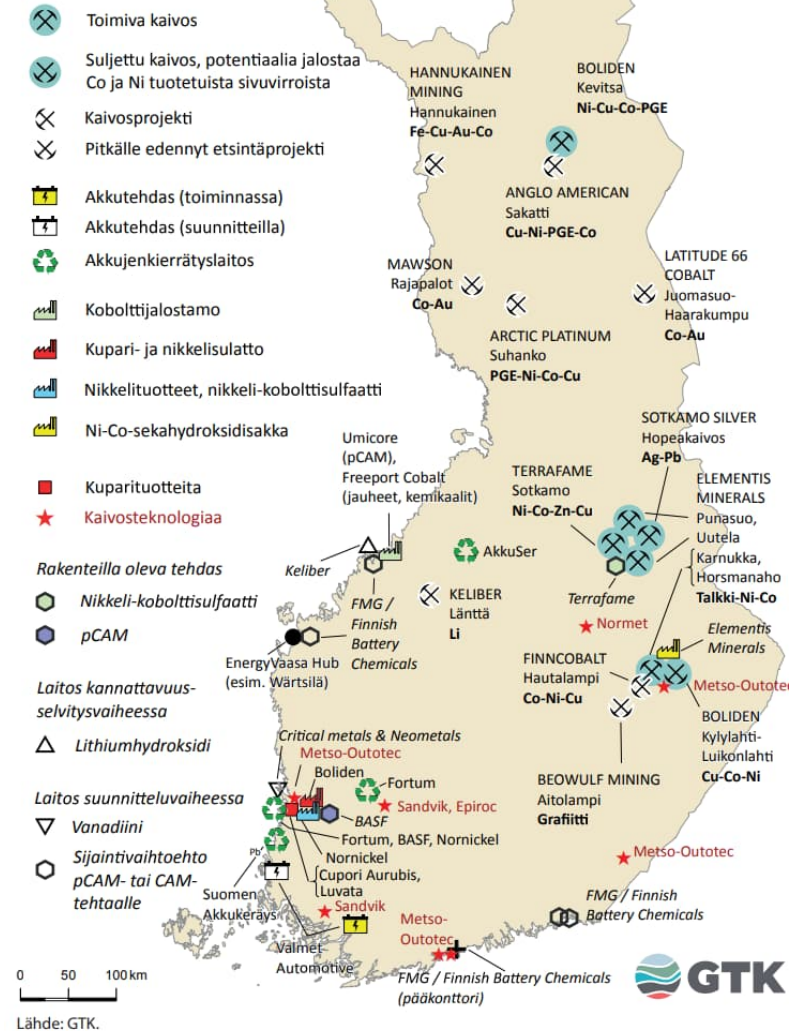 Toimiva kaivos
Suljettu kaivos, potentiaalia jalostaa
Co ja Ni tuotetuista sivuvirroista
Kaivosprojekti
Pitkälle edennyt etsintäprojekti
Akkutehdas (toiminnassa)
Akkutehdas (suunnitteilla)
Akkujenkierrätyslaitos
Kobolttijalostamo
Kupari- ja nikkelisulatto
Nikkelituotteet, nikkeli-kobolttisulfaatti
Ni-Co-sekahydroksidisakka
Kuparituotteita
Kaivosteknologiaa
Rakenteilla oleva tehdas
Nikkeli-kobolttisulfaatti
pCAM
Laitos kannattavuus-
selvitysvaiheessa
Lithiumhydroksidi
Laitos suunnitteluvaiheessa
Vanadiini
Sijaintivaihtoehto
pCAM- tai CAM-
tehtaalle
0 50 100 km
Lähde: GTK.
HANNUKAINEN
MINING
Hannukainen
Fe-Cu-Au-Co
BOLIDEN
Kevitsa
Ni-Cu-Co-PGE
ANGLO AMERICAN
Sakatti
Cu-Ni-PGE-Co
MAWSON
Rajapalot
Co-Au
LATITUDE 66
COBALT
Juomasuo-
Haarakumpu
Co-Au
ARCTIC PLATINUM
Suhanko
PGE-Ni-Co-Cu
SOTKAMO SILVER
Hopeakaivos
Ag-Pb
Umicore
(pCAM),
Freeport Cobalt
(jauheet, kemikaalit)
TERRAFAME
Sotkamo
Ni-Co-Zn-Cu
ELEMENTIS
MINERALS
Punasuo,
Uutela
Karnukka,
Horsmanaho
Talkki-Ni-Co
Keliber
AkkuSer
Terrafame
FMG /
Finnish
Battery
Chemicals
KELIBER
Länttä
Li
Normet
Elementis
Minerals
EnergyVaasa Hub
(esim. Wärtsilä)
FINNCOBALT
Hautalampi
Co-Ni-Cu
Metso-Outotec
BOLIDEN
Kylylahti-
Luikonlahti
Cu-Co-Ni
Critical metals & Neometals
Metso-Outotec
Boliden
Fortum
Sandvik, Epiroc
BASF
Fortum, BASF, Nornickel
Nornickel
Cupori Aurubis,
Luvata
Pb
BEOWULF MINING
Aitolampi
Grafiitti
Metso-Outotec
Suomen
Akkukeräys
Sandvik
Valmet
Automotive
Metso-
Outotec
FMG / Finnish
Battery Chemicals
FMG / Finnish Battery Chemicals
(pääkonttori)
GTK